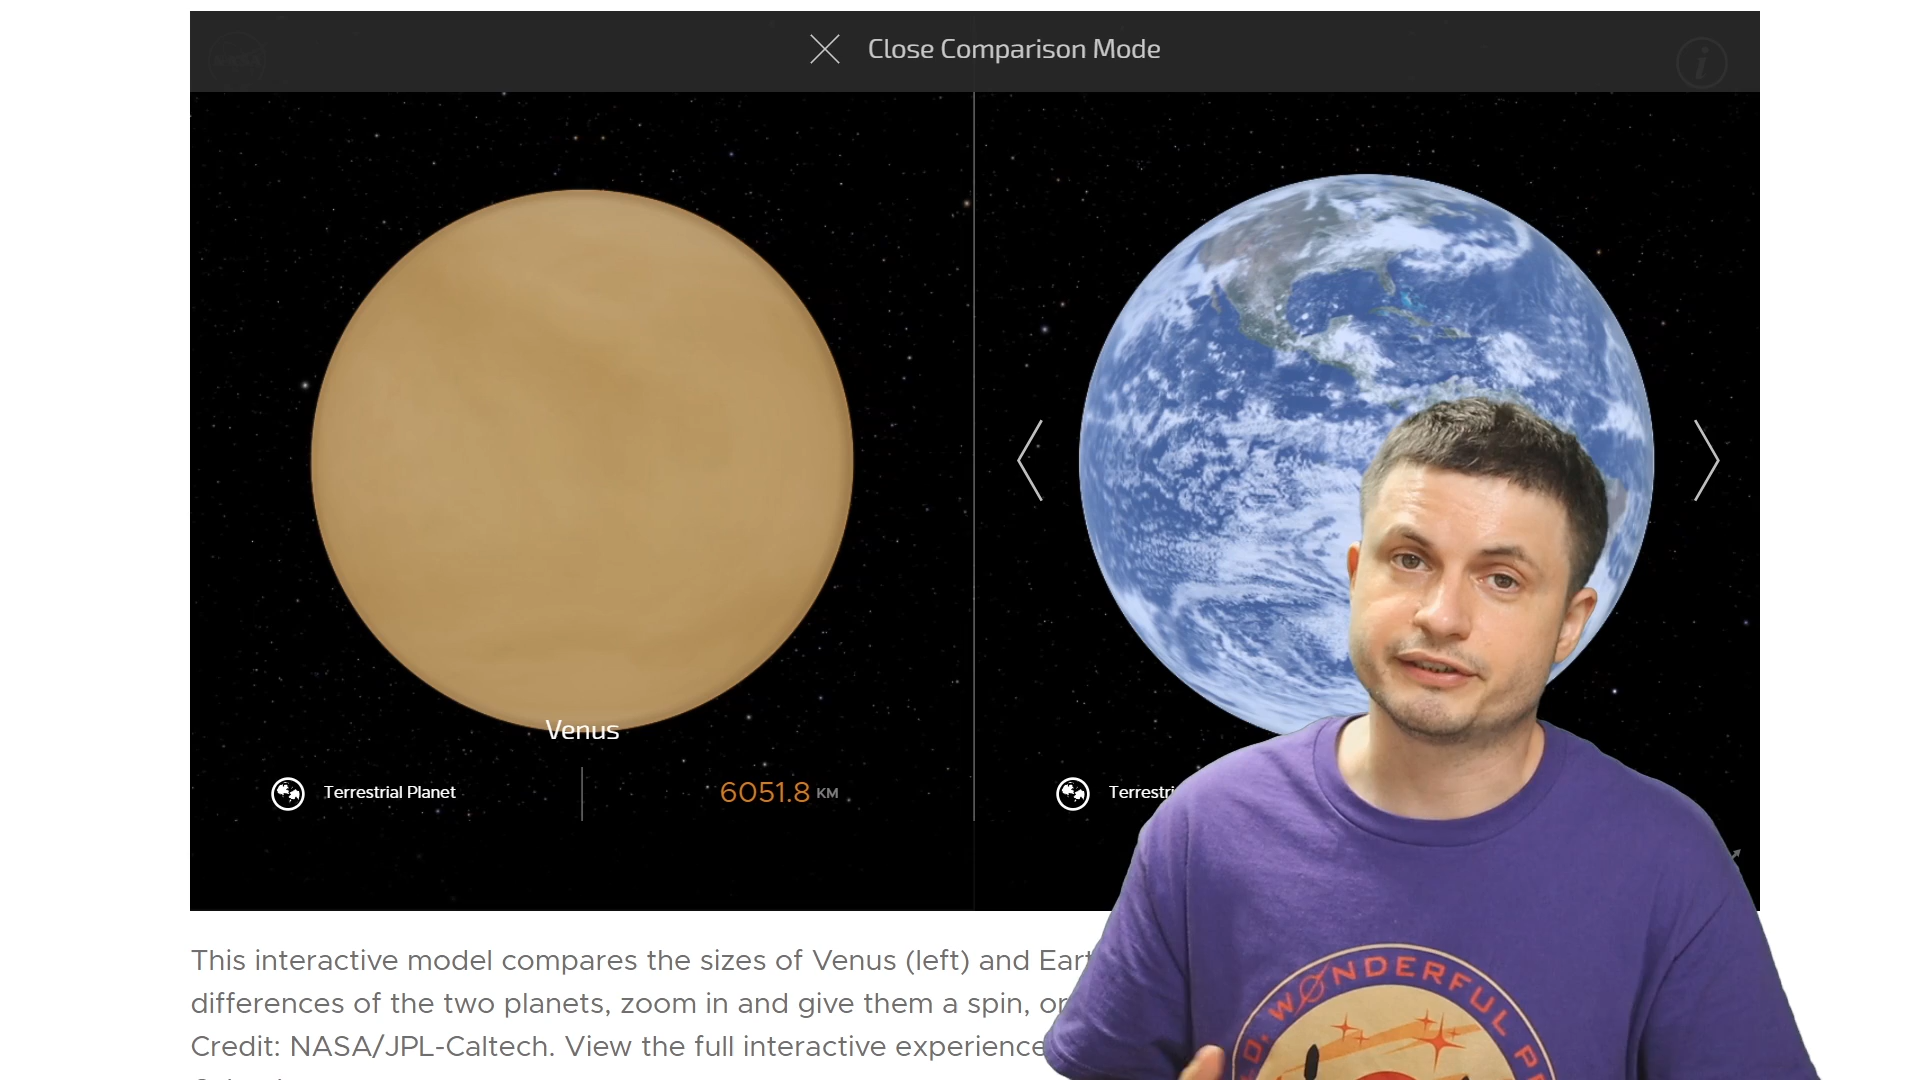 Close Comparison Mode
i
Venus
Terrestrial Planet
6051.8 KM
Terrestri
This interactive model compares the sizes of Venus (left) and Eart
differences of the two planets, zoom in and give them a spin, or
Credit: NASA/JPL-Caltech. View the full interactive experience
WONDERFUL P